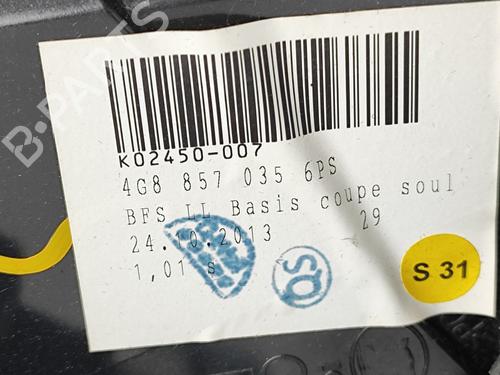 B-PARTS
K02450-007
4G8 857 035 6PS
BFS LL Basis coupe soul
24.10.2013 29
1,01 s
QS
S 31